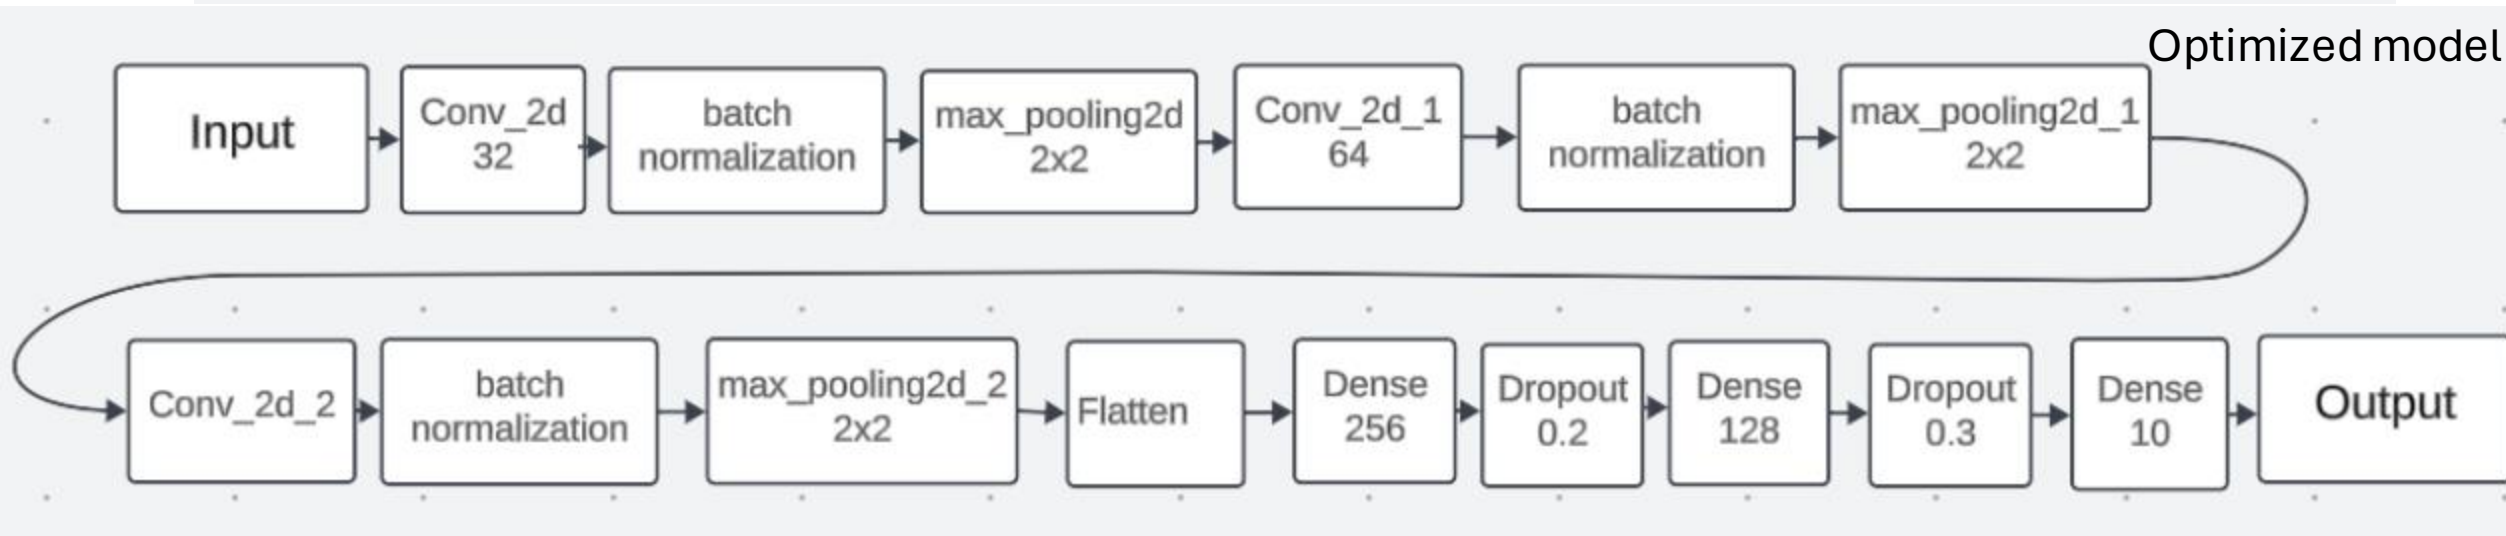 Optimized model
Input
Conv_2d
32
batch
normalization
max_pooling2d
2x2
Conv_2d_1
64
batch
normalization
max_pooling2d_1
2x2
Conv_2d_2
batch
normalization
max_pooling2d_2
2x2
Flatten
Dense
256
Dropout
0.2
Dense
128
Dropout
0.3
Dense
10
Output